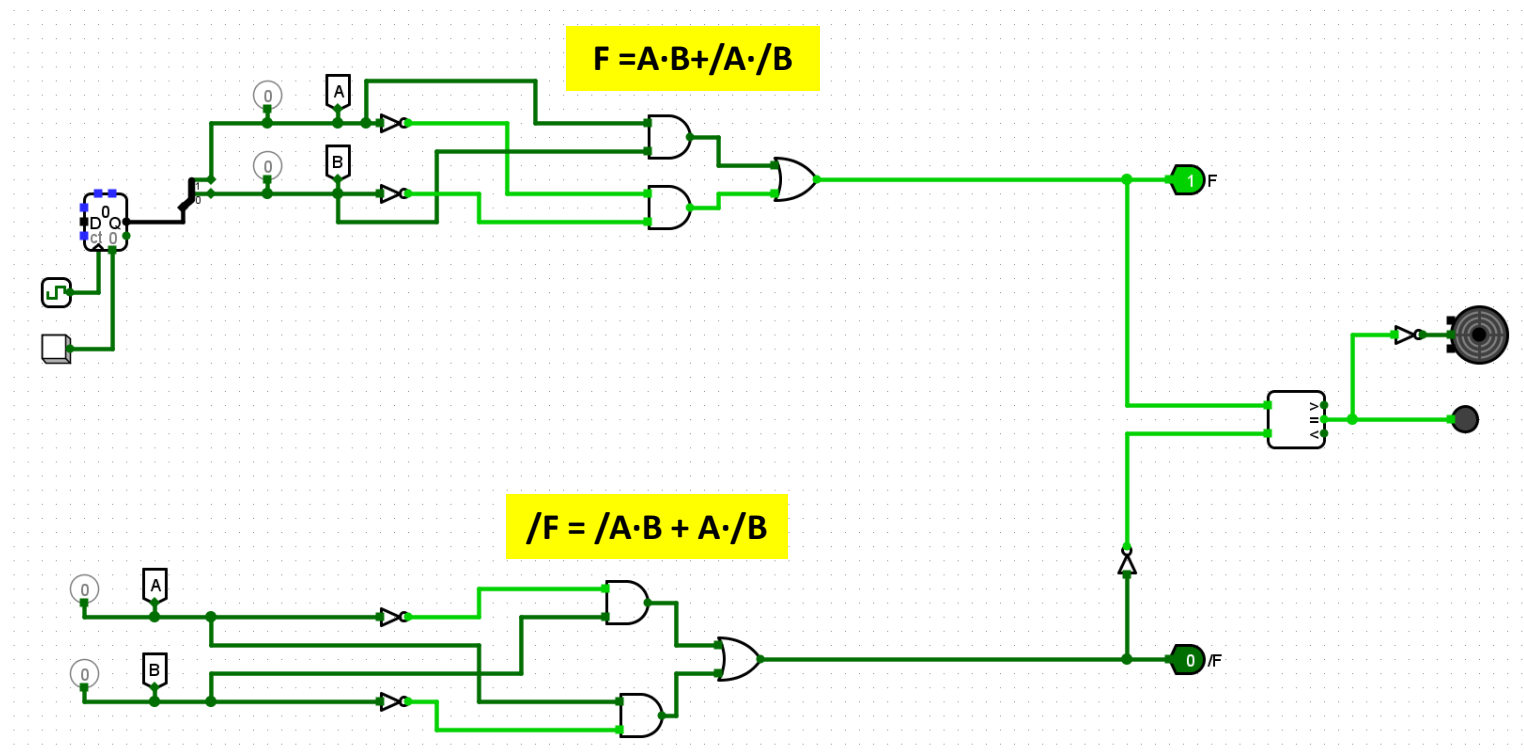 F =A·B+/A·/B
0
A
0
B
1
0
0
D Q
ct 0
1 F
>
=
<
/F = /A·B + A·/B
0
A
0
B
0 /F